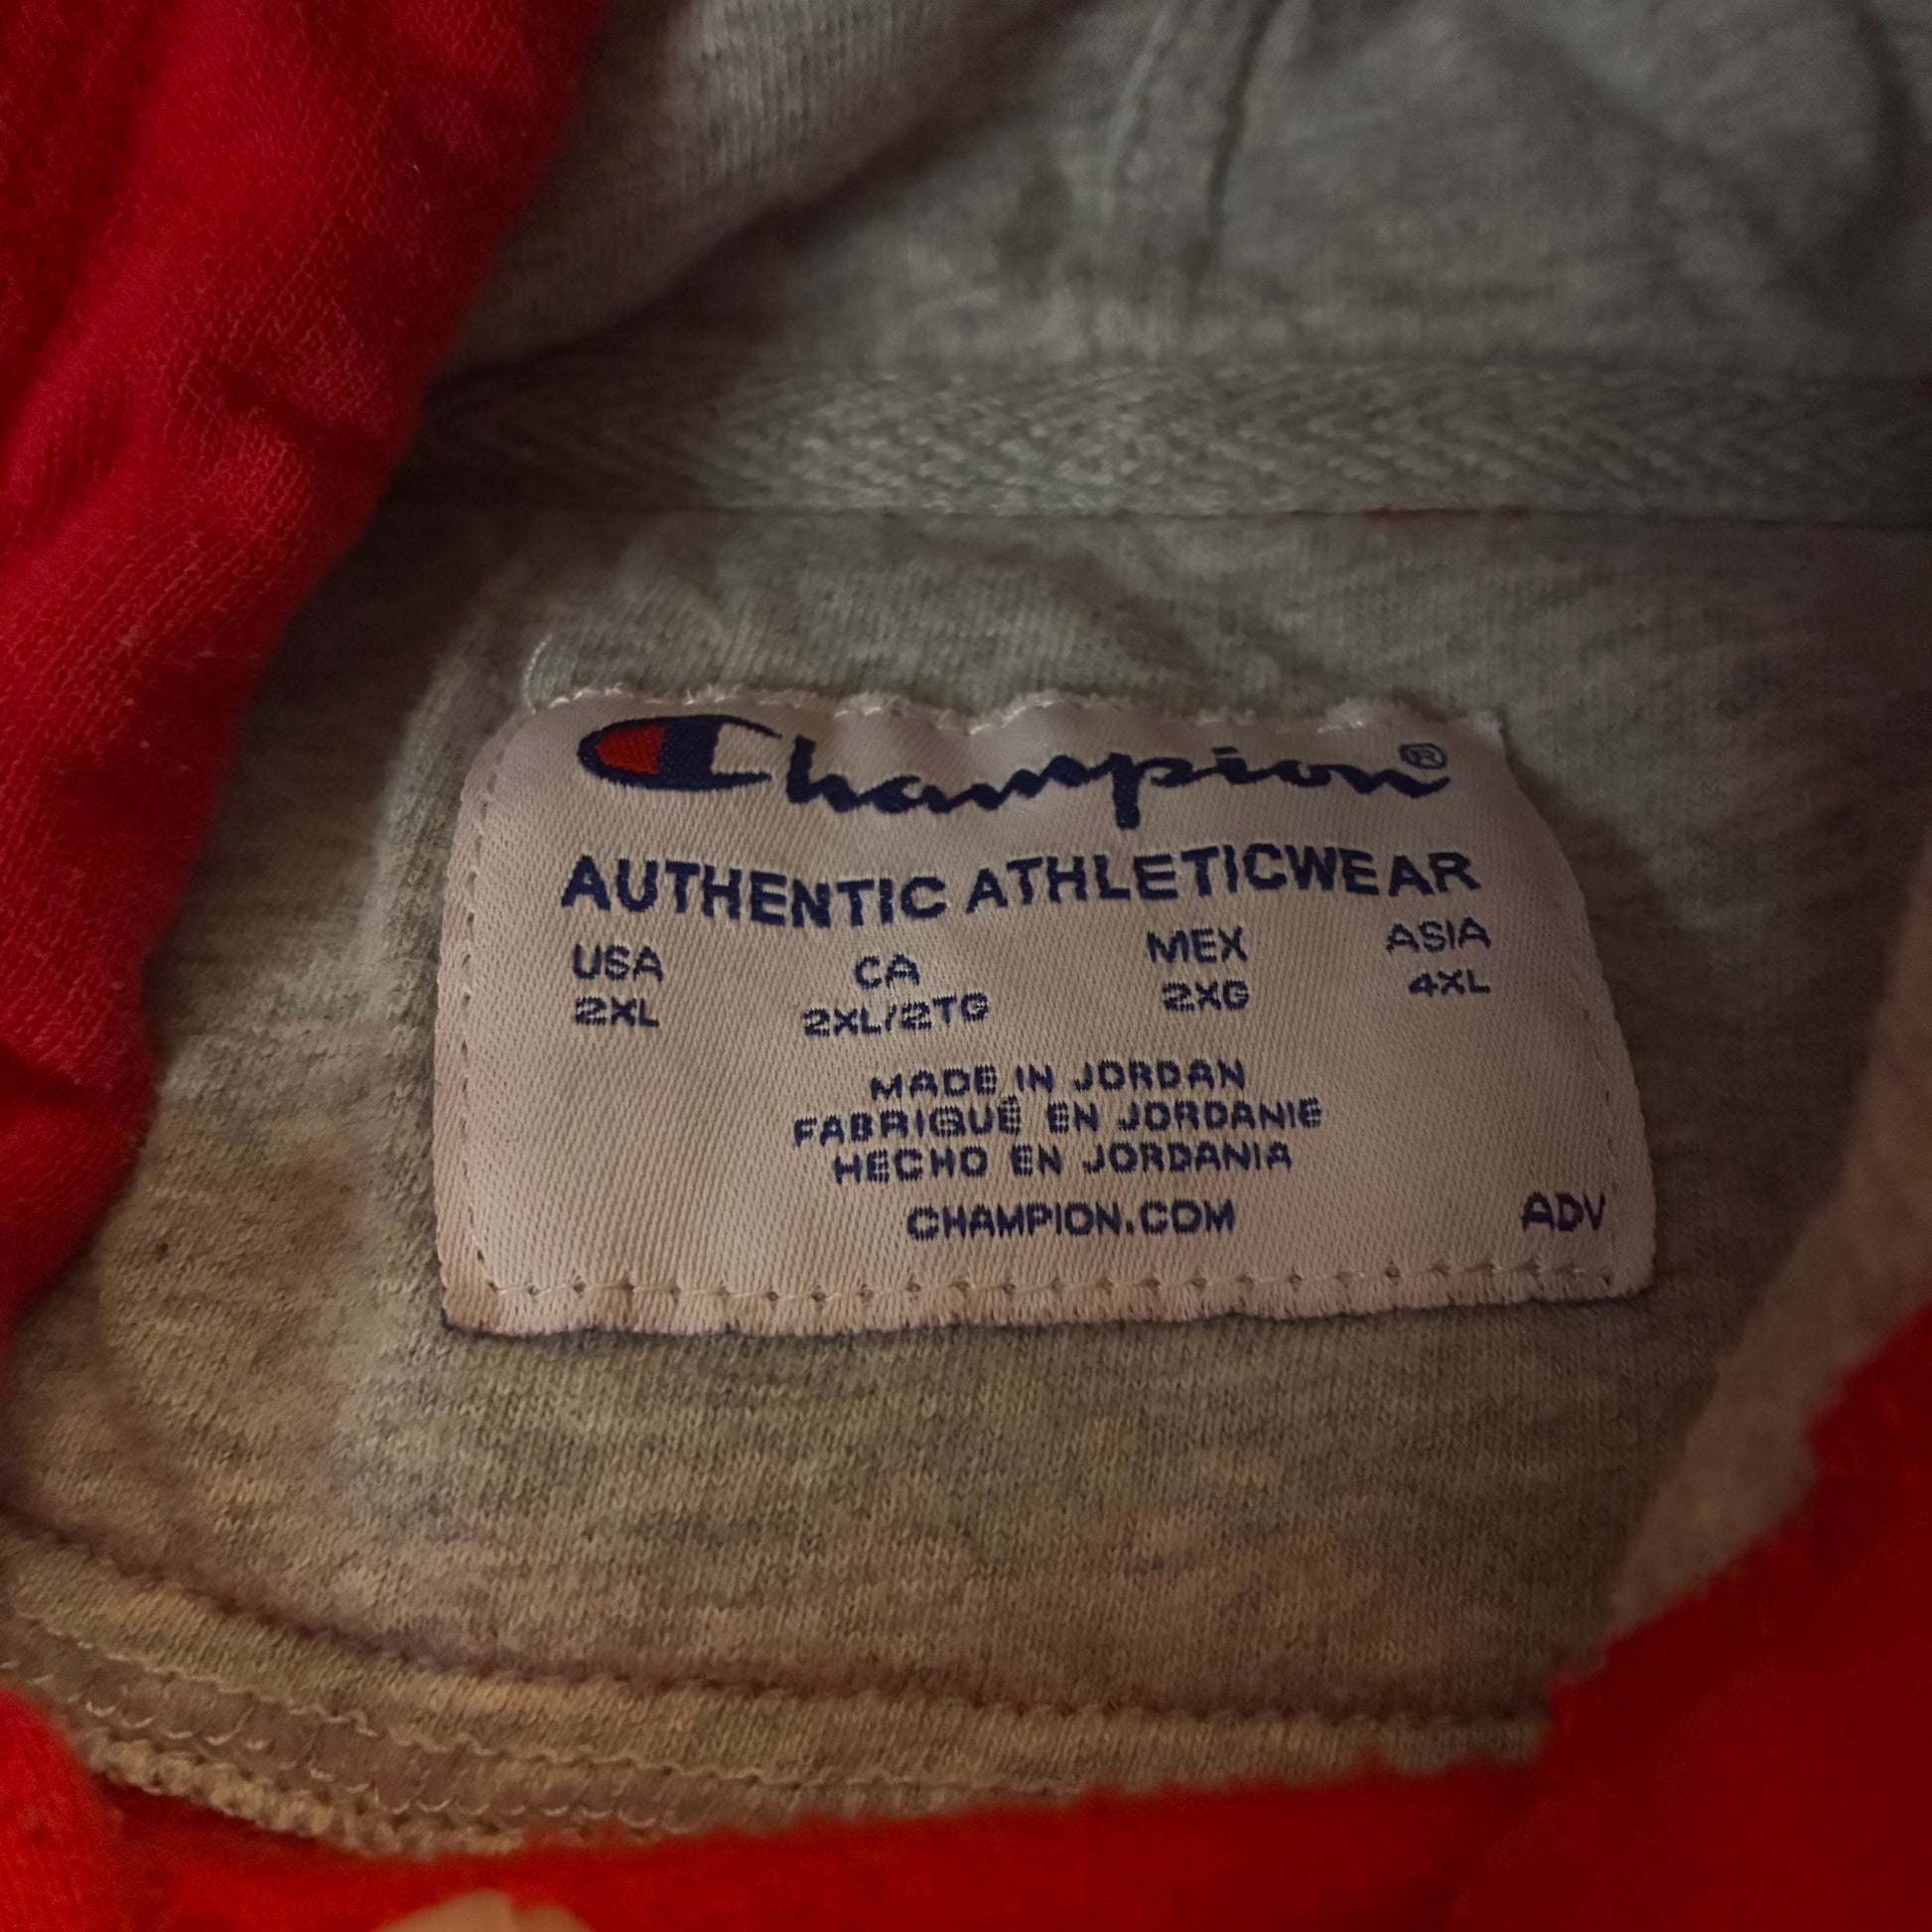 Champion®
AUTHENTIC ATHLETICWEAR
USA CA MEX ASIA
2XL 2XL/2TG 2XG 4XL
MADE IN JORDAN
FABRIQUÉ EN JORDANIE
HECHO EN JORDANIA
CHAMPION.COM ADV